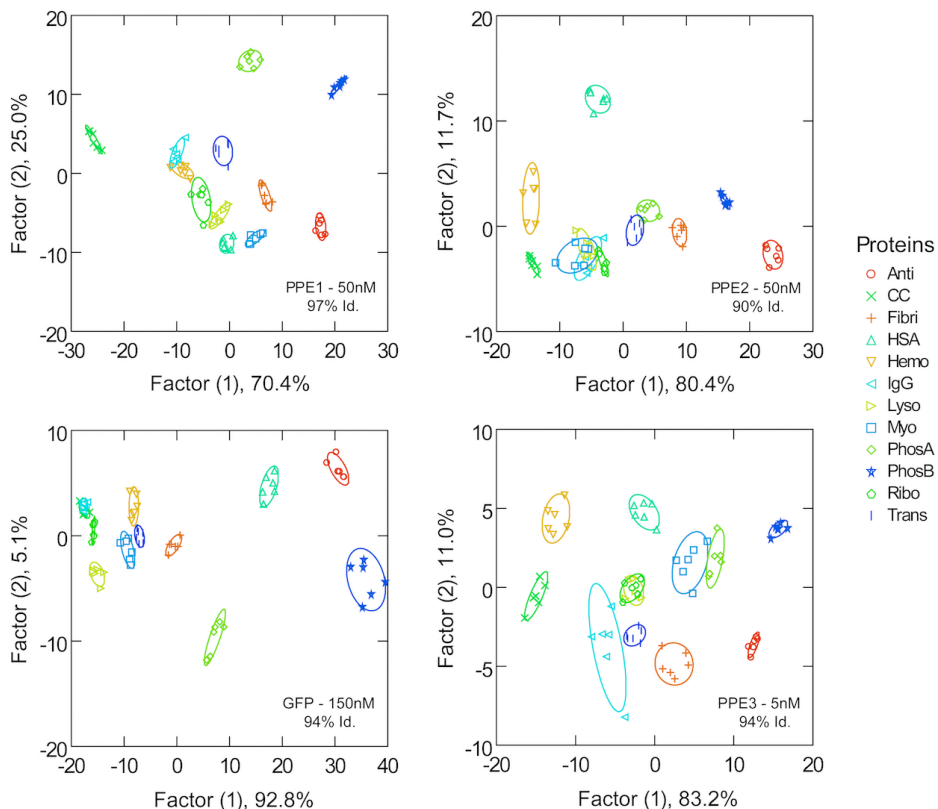 20
10
0
-10
-20
-30
-20
-10
0
10
20
30
Factor (2), 25.0%
Factor (1), 70.4%
PPE1 - 50nM
97% Id.
20
10
0
-10
-20
-10
0
10
20
30
Factor (2), 11.7%
Factor (1), 80.4%
PPE2 - 50nM
90% Id.
10
0
-10
-20
-20
-10
0
10
20
30
40
Factor (2), 5.1%
Factor (1), 92.8%
GFP - 150nM
94% Id.
10
5
0
-5
-10
-20
-10
0
10
20
Factor (2), 11.0%
Factor (1), 83.2%
PPE3 - 5nM
94% Id.
Proteins
Anti
CC
Fibri
HSA
Hemo
IgG
Lyso
Myo
PhosA
PhosB
Ribo
Trans